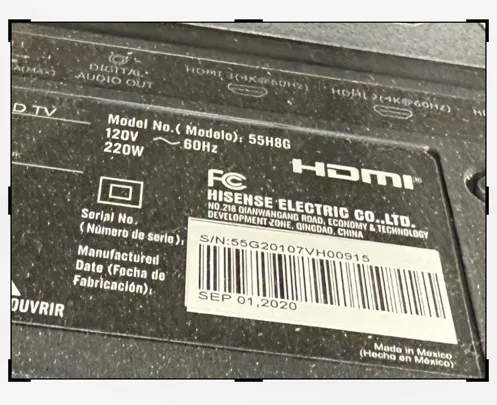 DIGITAL
AUDIO OUT
HDMI 3(4K@60Hz)
HDMI 2(4K@60Hz)
D TV
Model No.( Modelo): 55H8G
120V ~ 60Hz
220W
HDMI®
FC
HISENSE ELECTRIC CO.,LTD.
NO.218 QIANWANGANG ROAD, ECONOMY & TECHNOLOGY
DEVELOPMENT ZONE, QINGDAO, CHINA
Serial No.
(Número de serie):
S/N:55G20107VH00915
Manufactured
Date (Fecha de
Fabricación):
SEP 01,2020
OUVRIR
Made in Mexico
(Hecho en México)